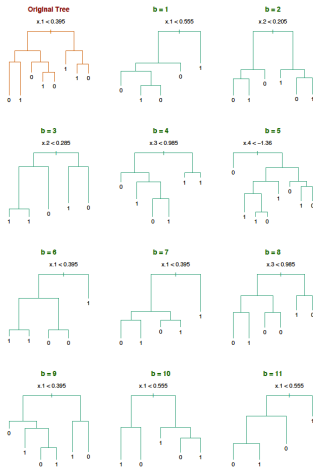 Original Tree
x.1 < 0.395
0 1
0
1 0
1
1 0
b = 1
x.1 < 0.555
0
1 0
0
1
b = 2
x.2 < 0.205
0 1
0 1
0 1
b = 3
x.2 < 0.285
1 1
0
1
0
b = 4
x.3 < 0.985
0
1
0 1
1 1
b = 5
x.4 < −1.36
0
1
1 0
1
0
1 0
b = 6
x.1 < 0.395
1 1
0 0
1
b = 7
x.1 < 0.395
0 1
0 1
1
b = 8
x.3 < 0.985
0 1
0 0
1 0
b = 9
x.1 < 0.395
0
1
0 1
1 0
b = 10
x.1 < 0.555
1 0
1
0 1
b = 11
x.1 < 0.555
0 1
0
1